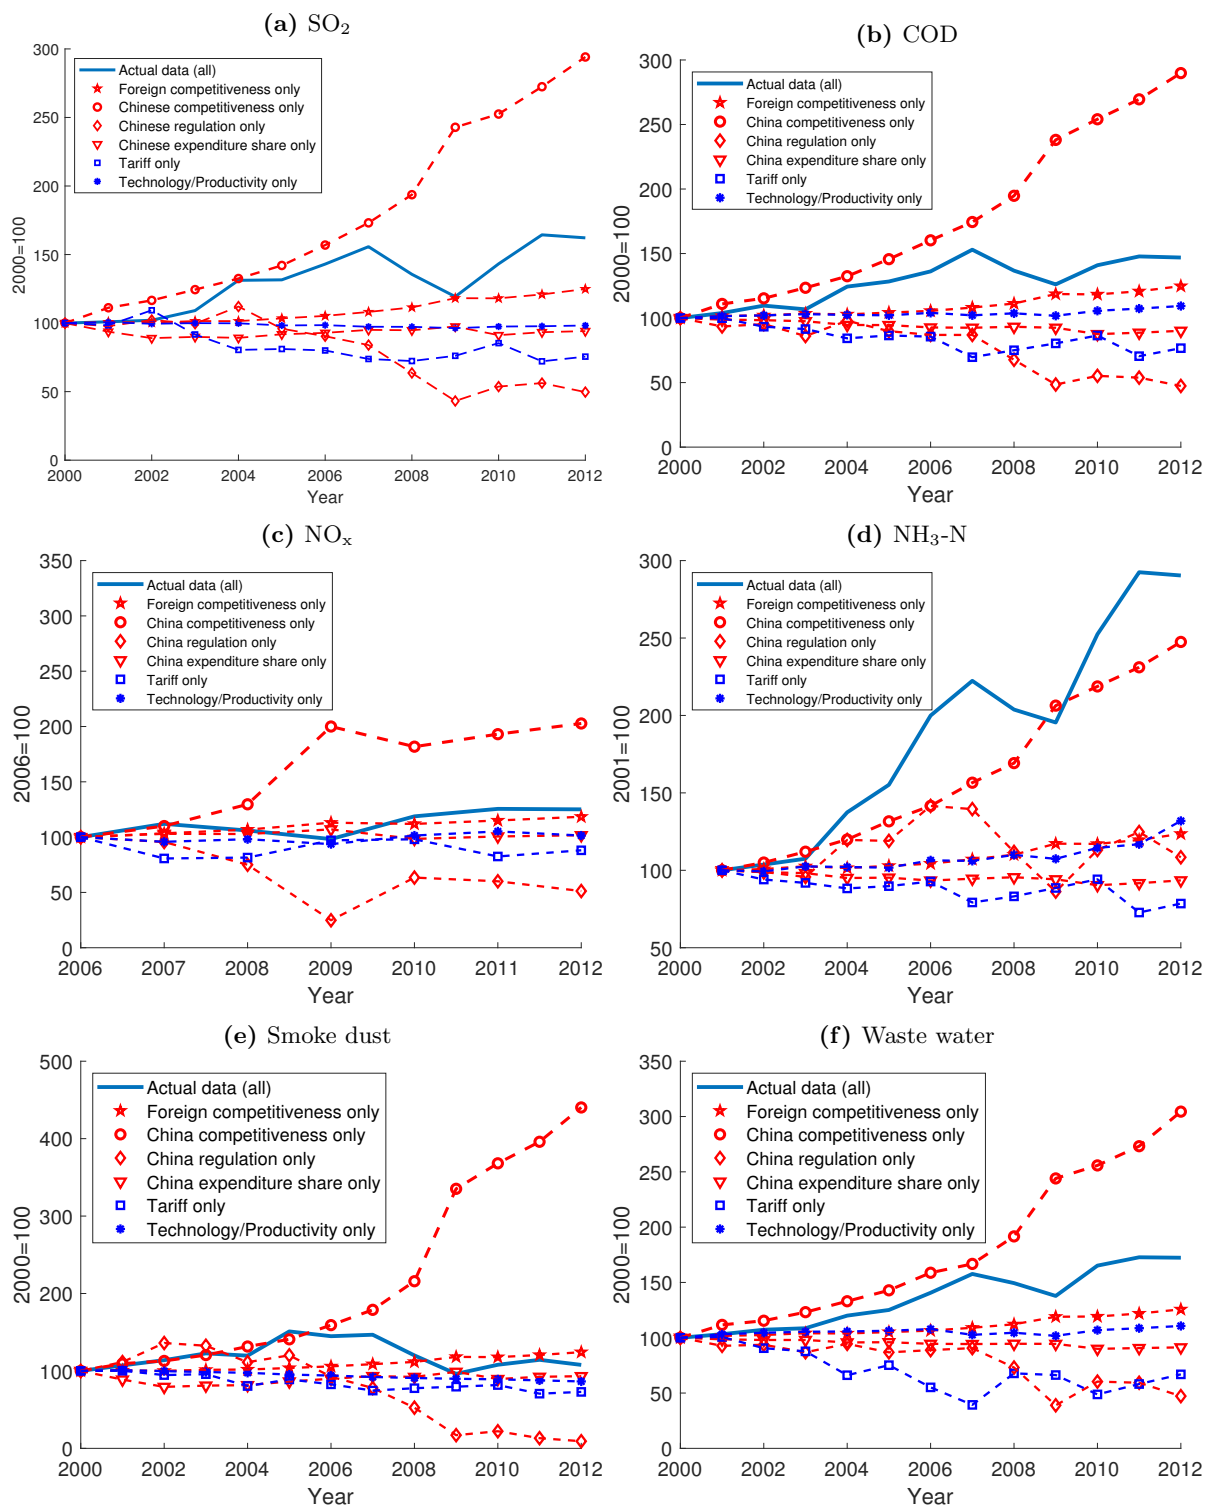 (a) SO₂
300
250
200
150
100
50
0
2000=100
2000 2002 2004 2006 2008 2010 2012
Year
Actual data (all)
Foreign competitiveness only
Chinese competitiveness only
Chinese regulation only
Chinese expenditure share only
Tariff only
Technology/Productivity only
(b) COD
300
250
200
150
100
50
0
2000=100
2000 2002 2004 2006 2008 2010 2012
Year
Actual data (all)
Foreign competitiveness only
China competitiveness only
China regulation only
China expenditure share only
Tariff only
Technology/Productivity only
(c) NOₓ
350
300
250
200
150
100
50
0
2006=100
2006 2007 2008 2009 2010 2011 2012
Year
Actual data (all)
Foreign competitiveness only
China competitiveness only
China regulation only
China expenditure share only
Tariff only
Technology/Productivity only
(d) NH₃-N
300
250
200
150
100
50
2001=100
2000 2002 2004 2006 2008 2010 2012
Year
Actual data (all)
Foreign competitiveness only
China competitiveness only
China regulation only
China expenditure share only
Tariff only
Technology/Productivity only
(e) Smoke dust
500
400
300
200
100
0
2000=100
2000 2002 2004 2006 2008 2010 2012
Year
Actual data (all)
Foreign competitiveness only
China competitiveness only
China regulation only
China expenditure share only
Tariff only
Technology/Productivity only
(f) Waste water
350
300
250
200
150
100
50
0
2000=100
2000 2002 2004 2006 2008 2010 2012
Year
Actual data (all)
Foreign competitiveness only
China competitiveness only
China regulation only
China expenditure share only
Tariff only
Technology/Productivity only